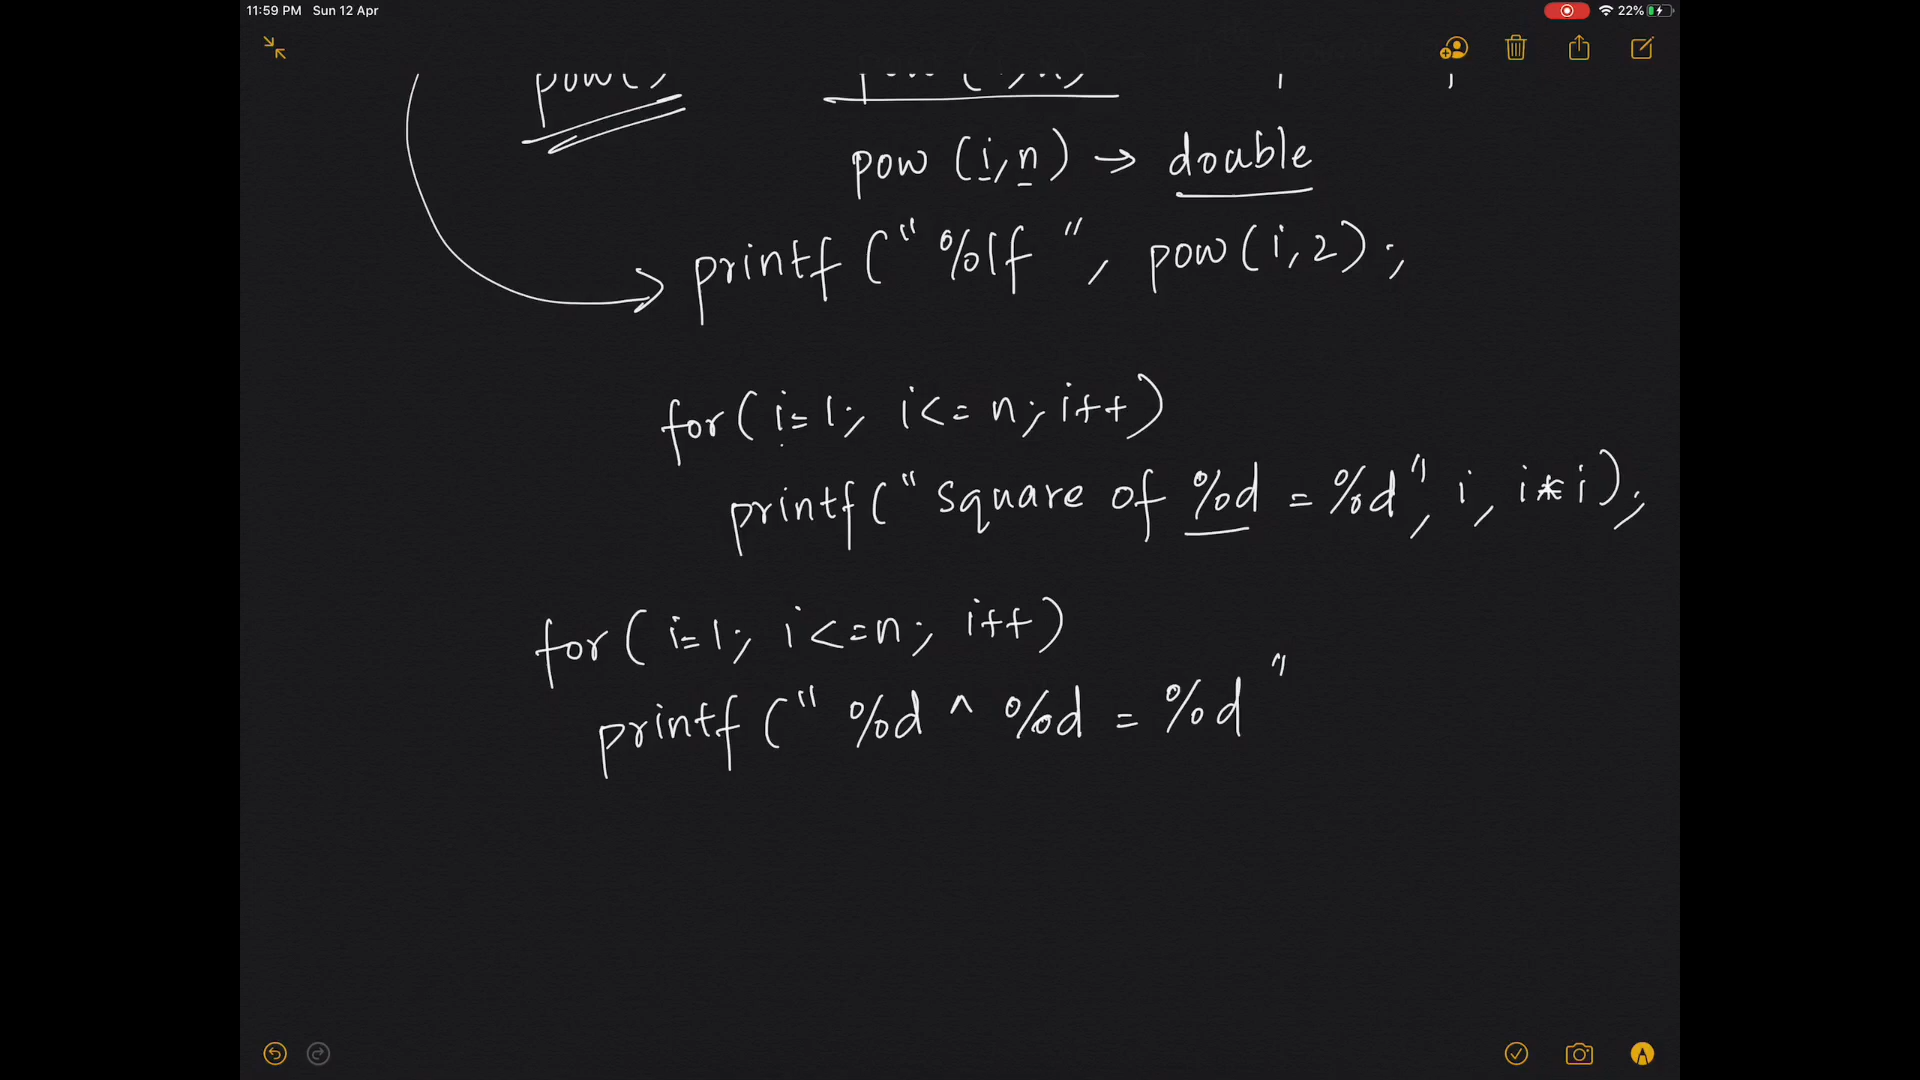 11:59 PM Sun 12 Apr 22%
pow()
pow (i,n) → double
printf (" %lf ", pow(i,2);
for( i=1; i<= n; i++)
printf(" square of %d = %d", i, i*i);
for( i=1; i<=n; i++)
printf (" %d ^ %d = %d "